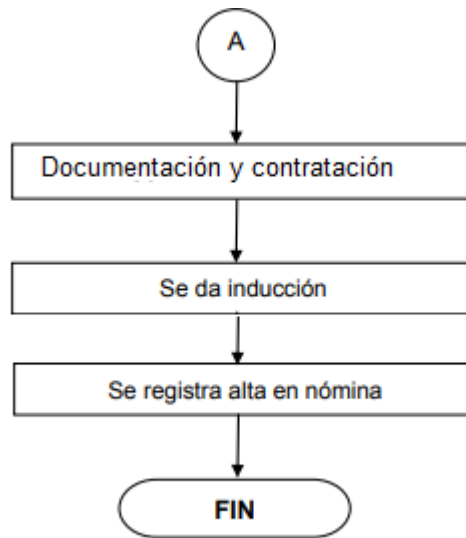 A
Documentación y contratación
Se da inducción
Se registra alta en nómina
FIN